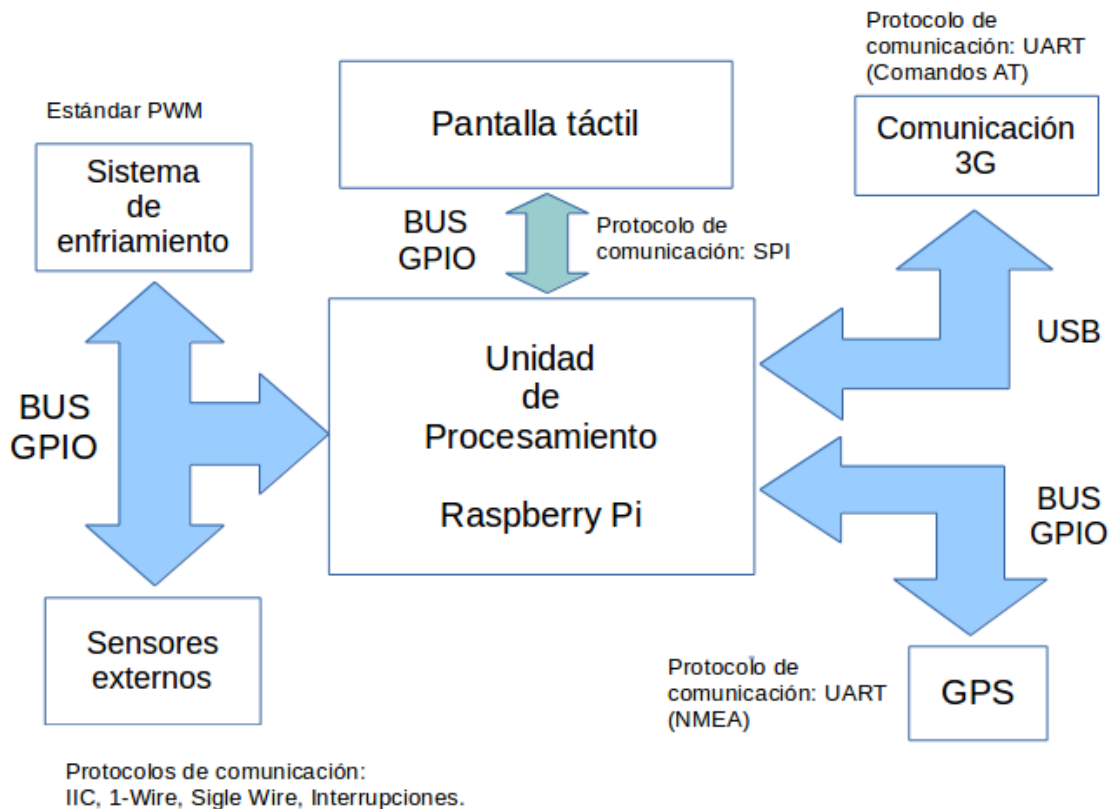 Protocolo de
comunicación: UART
(Comandos AT)
Estándar PWM
Pantalla táctil
Comunicación
3G
Sistema
de
enfriamiento
BUS
GPIO
Protocolo de
comunicación: SPI
USB
Unidad
de
Procesamiento
Raspberry Pi
BUS
GPIO
BUS
GPIO
Sensores
externos
Protocolo de
comunicación: UART
(NMEA)
GPS
Protocolos de comunicación:
IIC, 1-Wire, Sigle Wire, Interrupciones.